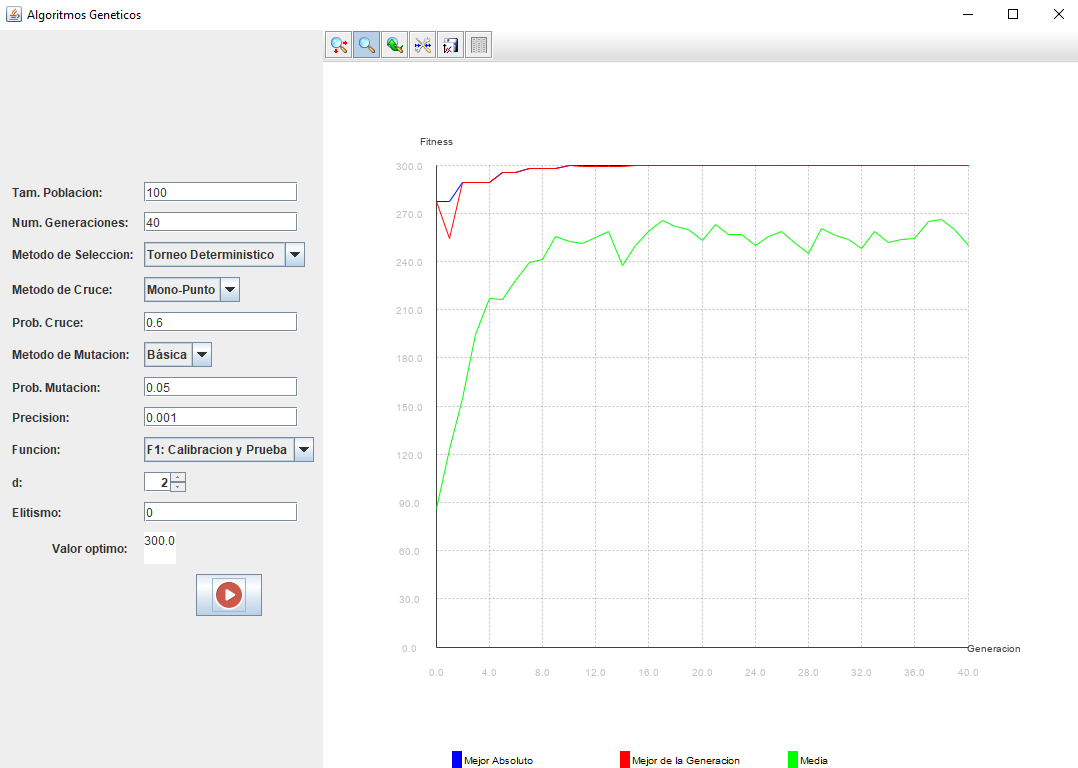 Algoritmos Geneticos
Tam. Poblacion: 100
Num. Generaciones: 40
Metodo de Seleccion: Torneo Deterministico
Metodo de Cruce: Mono-Punto
Prob. Cruce: 0.6
Metodo de Mutacion: Básica
Prob. Mutacion: 0.05
Precision: 0.001
Funcion: F1: Calibracion y Prueba
d: 2
Elitismo: 0
Valor optimo: 300.0
Fitness
300.0
270.0
240.0
210.0
180.0
150.0
120.0
90.0
60.0
30.0
0.0
Generacion
0.0 4.0 8.0 12.0 16.0 20.0 24.0 28.0 32.0 36.0 40.0
Mejor Absoluto Mejor de la Generacion Media